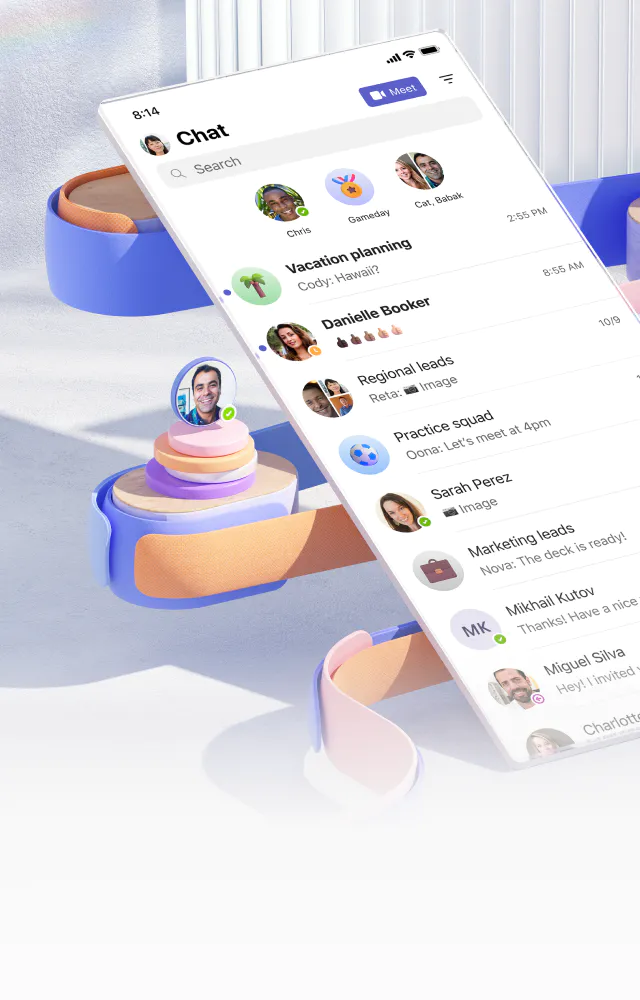 8:14
Meet
Chat
Search
Chris
Gameday
Cat, Babak
Vacation planning
2:55 PM
Cody: Hawaii?
Danielle Booker
8:55 AM
Regional leads
10/9
Reta: 📷 Image
Practice squad
Oona: Let's meet at 4pm
Sarah Perez
📷 Image
Marketing leads
Nova: The deck is ready!
MK
Mikhail Kutov
Thanks! Have a nice
Miguel Silva
Hey! I invited
Charlotte